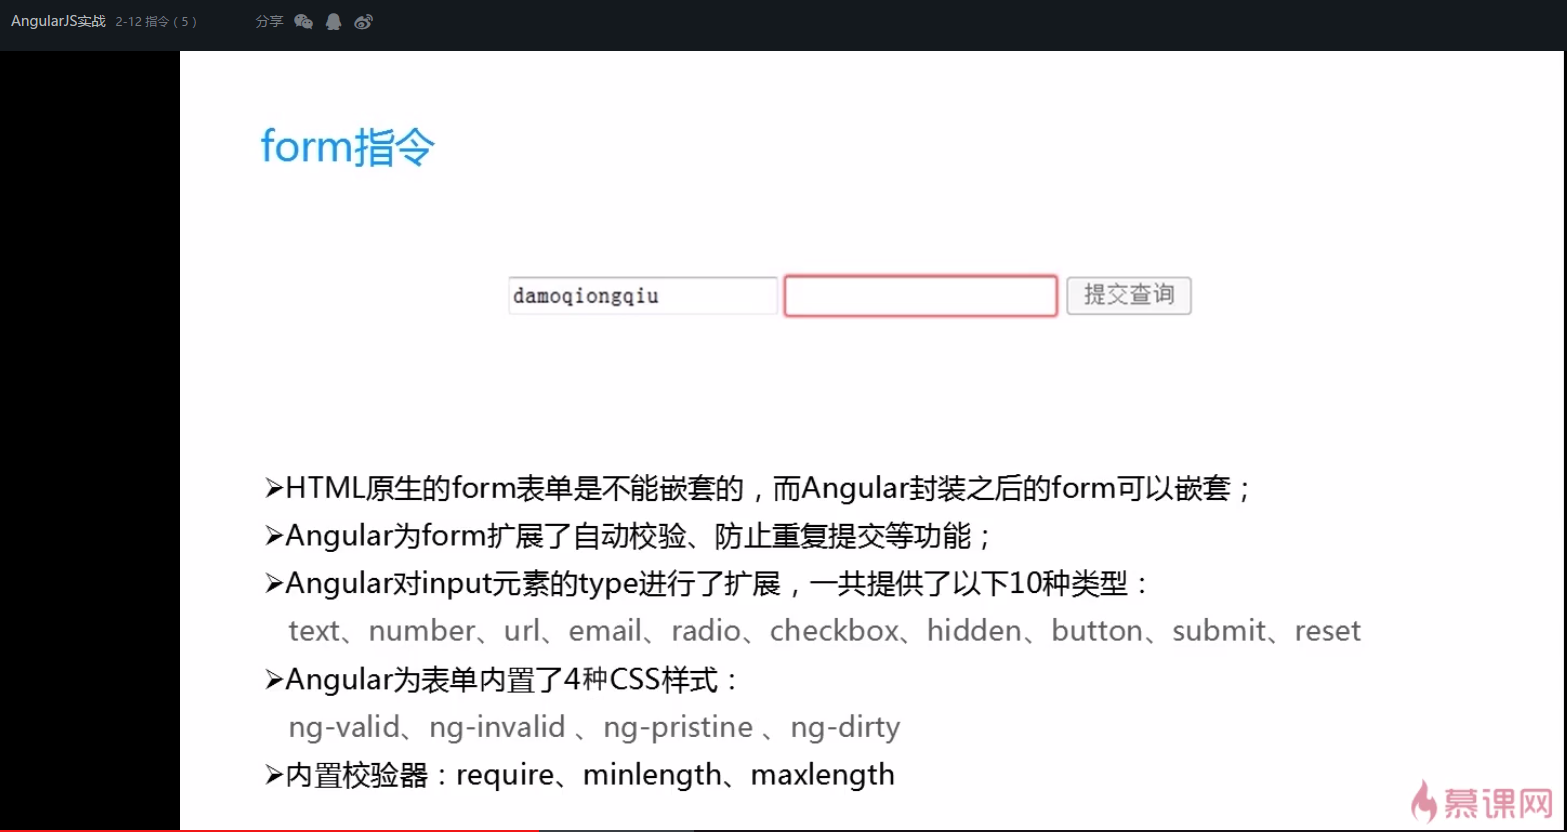 AngularJS实战 2-12 指令 ( 5 ) 分享
form指令
damoqiongqiu 提交查询
➢HTML原生的form表单是不能嵌套的，而Angular封装之后的form可以嵌套；
➢Angular为form扩展了自动校验、防止重复提交等功能；
➢Angular对input元素的type进行了扩展，一共提供了以下10种类型：
text、number、url、email、radio、checkbox、hidden、button、submit、reset
➢Angular为表单内置了4种CSS样式：
ng-valid、ng-invalid 、ng-pristine 、ng-dirty
➢内置校验器：require、minlength、maxlength
慕课网